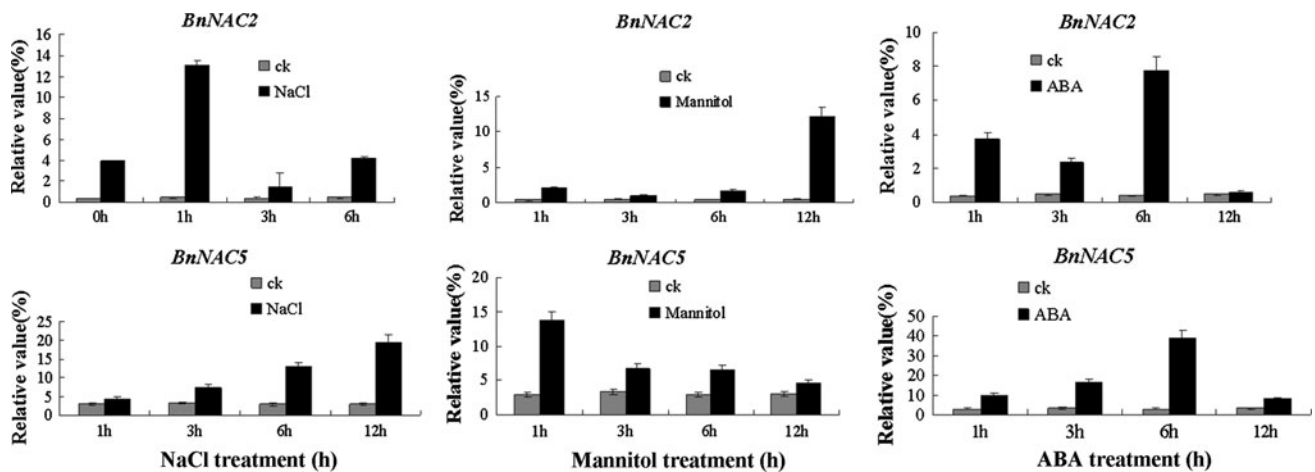 BnNAC2
Relative value(%)
16
14
12
10
8
6
4
2
0
ck
NaCl
0h 1h 3h 6h
BnNAC2
Relative value(%)
15
10
5
0
ck
Mannitol
1h 3h 6h 12h
BnNAC2
Relative value(%)
10
8
6
4
2
0
ck
ABA
1h 3h 6h 12h
BnNAC5
Relative value(%)
25
20
15
10
5
0
ck
NaCl
1h 3h 6h 12h
NaCl treatment (h)
BnNAC5
Relative value(%)
20
15
10
5
0
ck
Mannitol
1h 3h 6h 12h
Mannitol treatment (h)
BnNAC5
Relative value(%)
50
40
30
20
10
0
ck
ABA
1h 3h 6h 12h
ABA treatment (h)